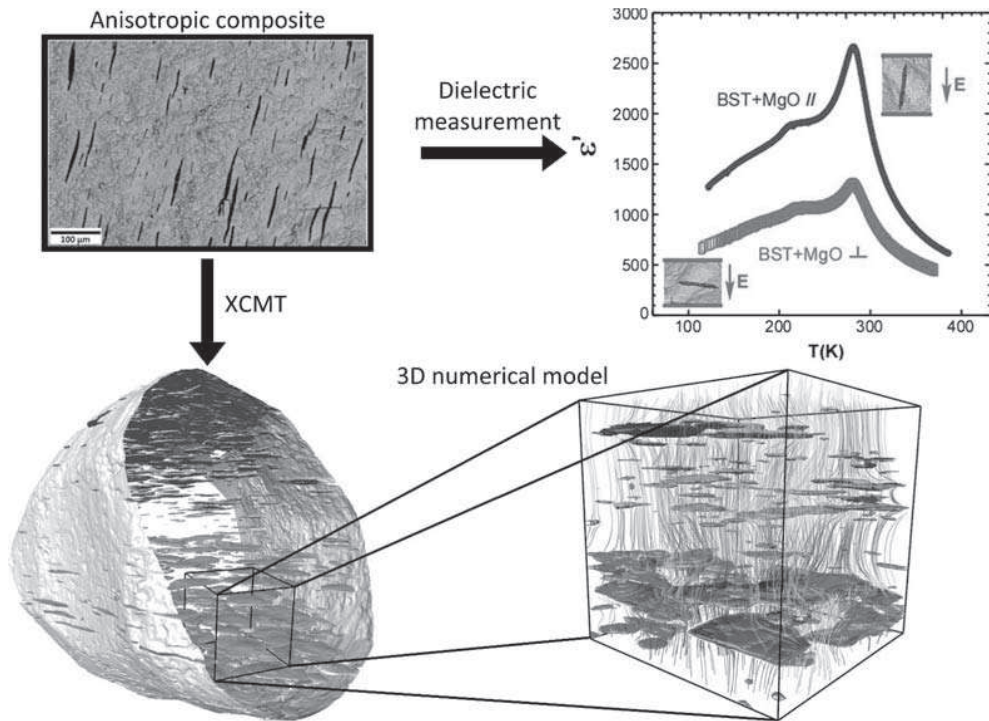 Anisotropic composite
100 µm
Dielectric
measurement
XCMT
3D numerical model
ε'
3000
2500
2000
1500
1000
500
0
BST+MgO //
E
BST+MgO ⊥
E
100 200 300 400
T(K)